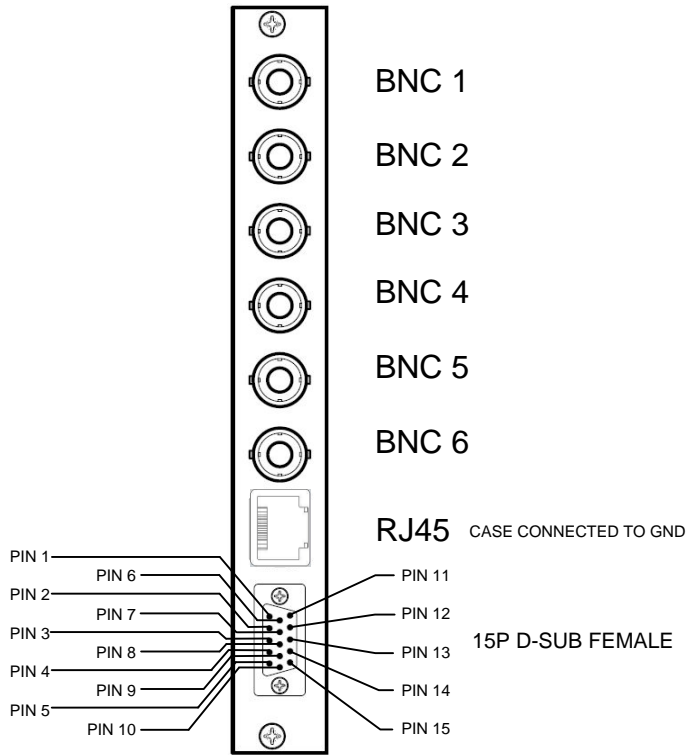 BNC 1
BNC 2
BNC 3
BNC 4
BNC 5
BNC 6
RJ45 CASE CONNECTED TO GND
PIN 1
PIN 6
PIN 2
PIN 7
PIN 3
PIN 8
PIN 4
PIN 9
PIN 5
PIN 10
PIN 11
PIN 12
PIN 13
PIN 14
PIN 15
15P D-SUB FEMALE